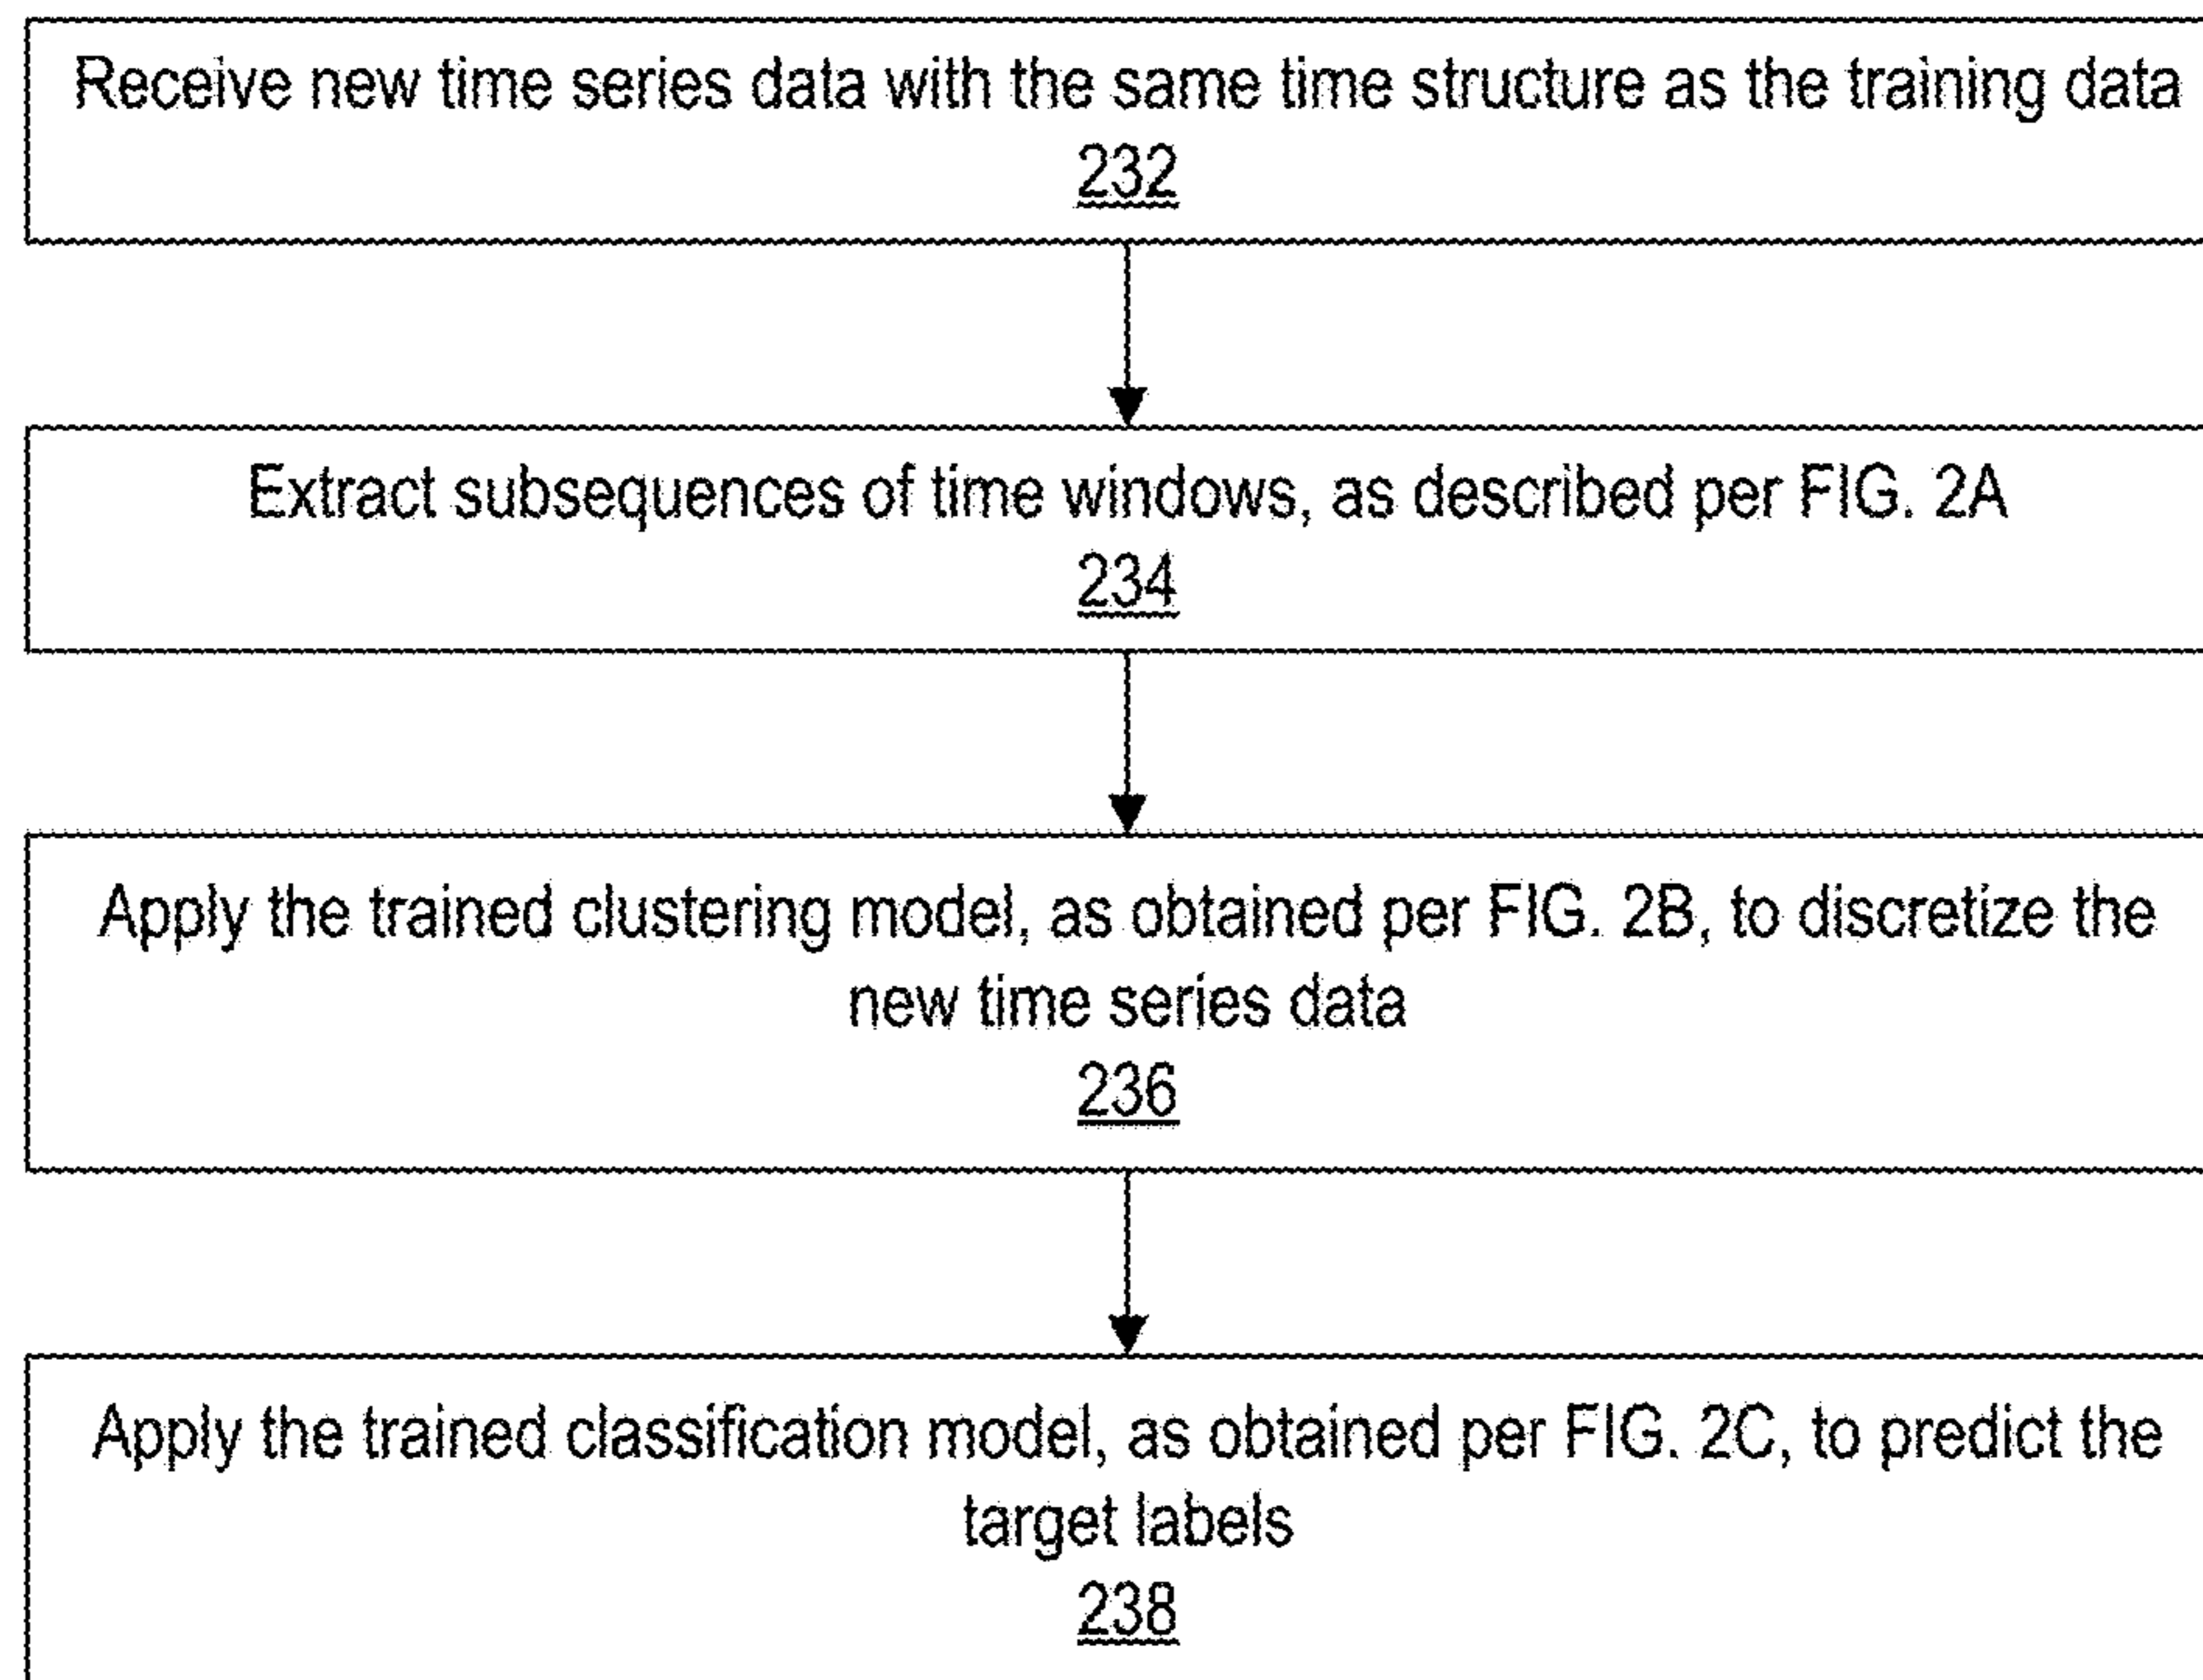 Receive new time series data with the same time structure as the training data
232
Extract subsequences of time windows, as described per FIG. 2A
234
Apply the trained clustering model, as obtained per FIG. 2B, to discretize the
new time series data
236
Apply the trained classification model, as obtained per FIG. 2C, to predict the
target labels
238